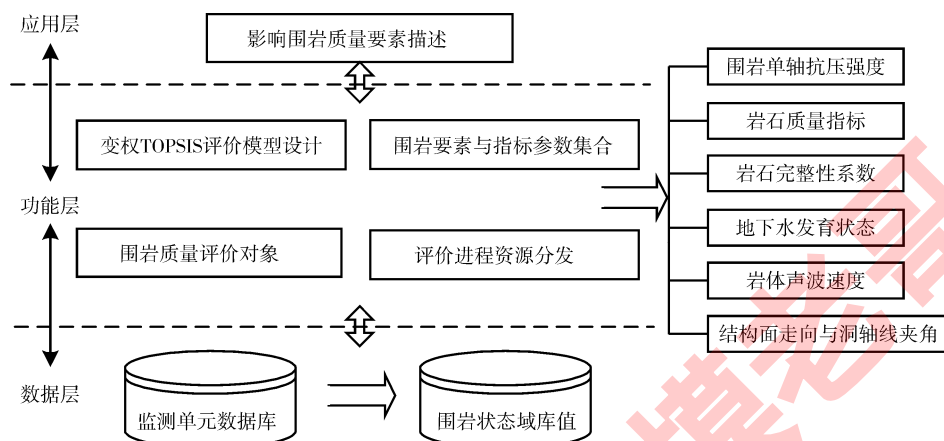 应用层
影响围岩质量要素描述
变权TOPSIS评价模型设计
围岩要素与指标参数集合
功能层
围岩质量评价对象
评价进程资源分发
数据层
监测单元数据库
围岩状态域库值
围岩单轴抗压强度
岩石质量指标
岩石完整性系数
地下水发育状态
岩体声波速度
结构面走向与洞轴线夹角
模老哥